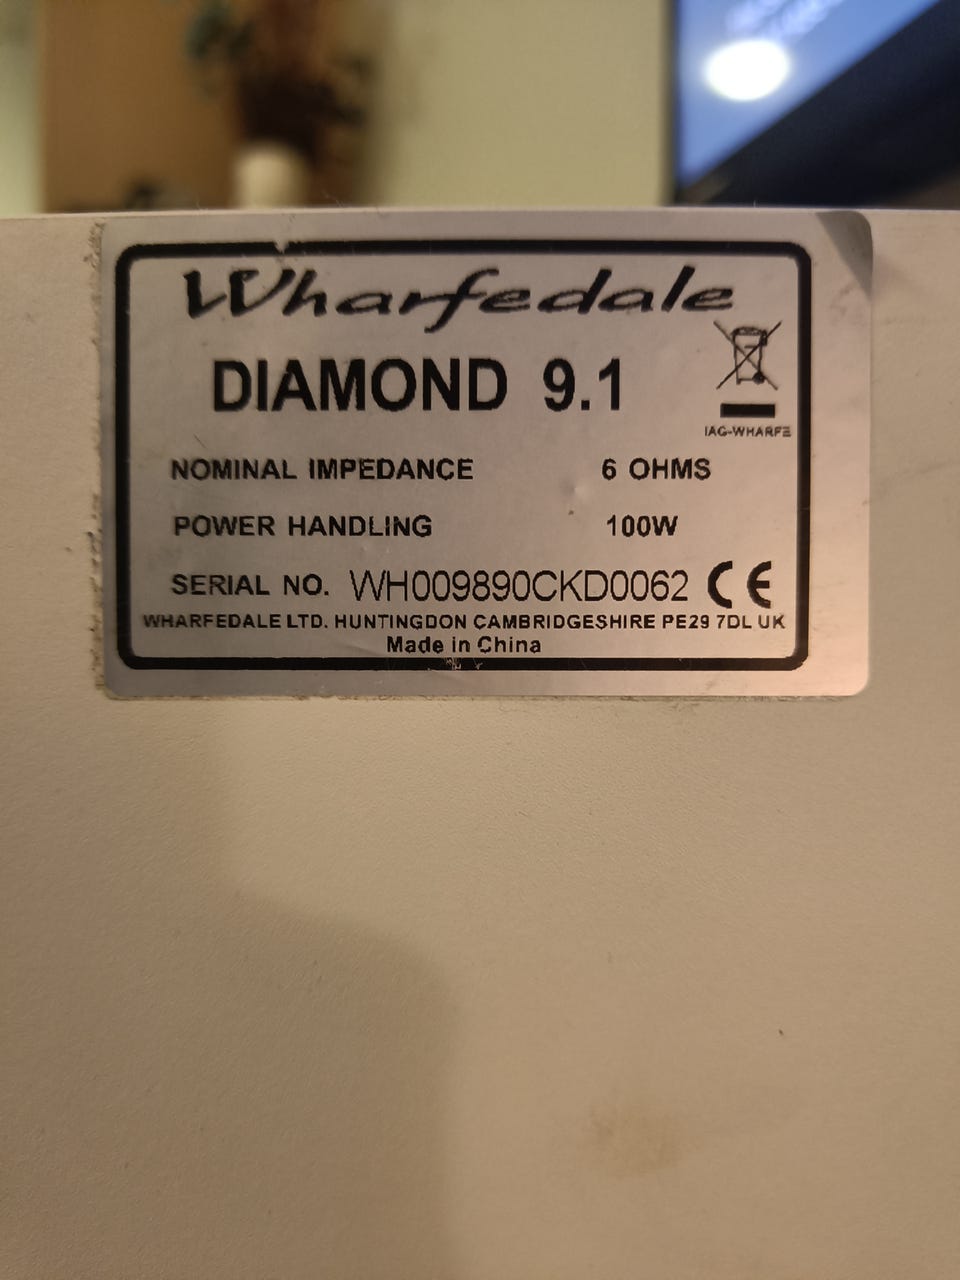 Wharfedale
DIAMOND 9.1
IAG-WHARFE
NOMINAL IMPEDANCE 6 OHMS
POWER HANDLING 100W
SERIAL NO. WH009890CKD0062 CE
WHARFEDALE LTD. HUNTINGDON CAMBRIDGESHIRE PE29 7DL UK
Made in China